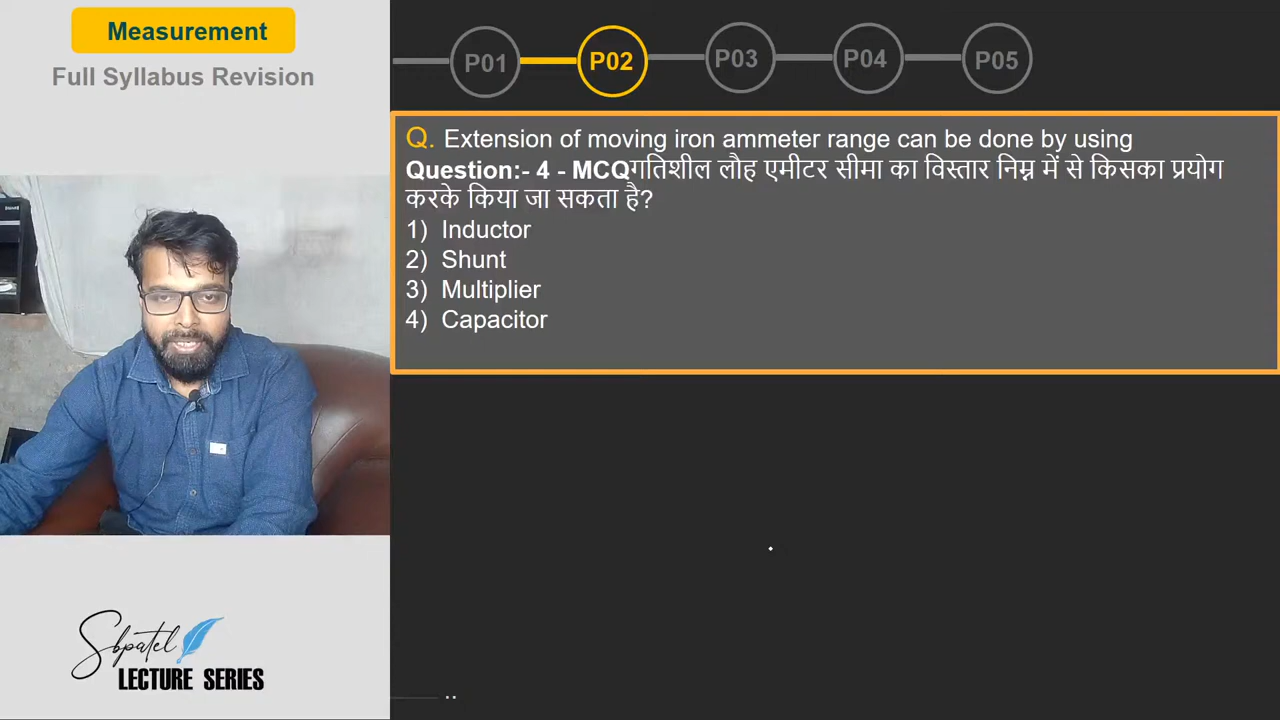 Measurement
Full Syllabus Revision
P01
P02
P03
P04
P05
Q. Extension of moving iron ammeter range can be done by using
Question:- 4 - MCQगतिशील लौह एमीटर सीमा का विस्तार निम्न में से किसका प्रयोग
करके किया जा सकता है?
1) Inductor
2) Shunt
3) Multiplier
4) Capacitor
Sbpatel
LECTURE SERIES